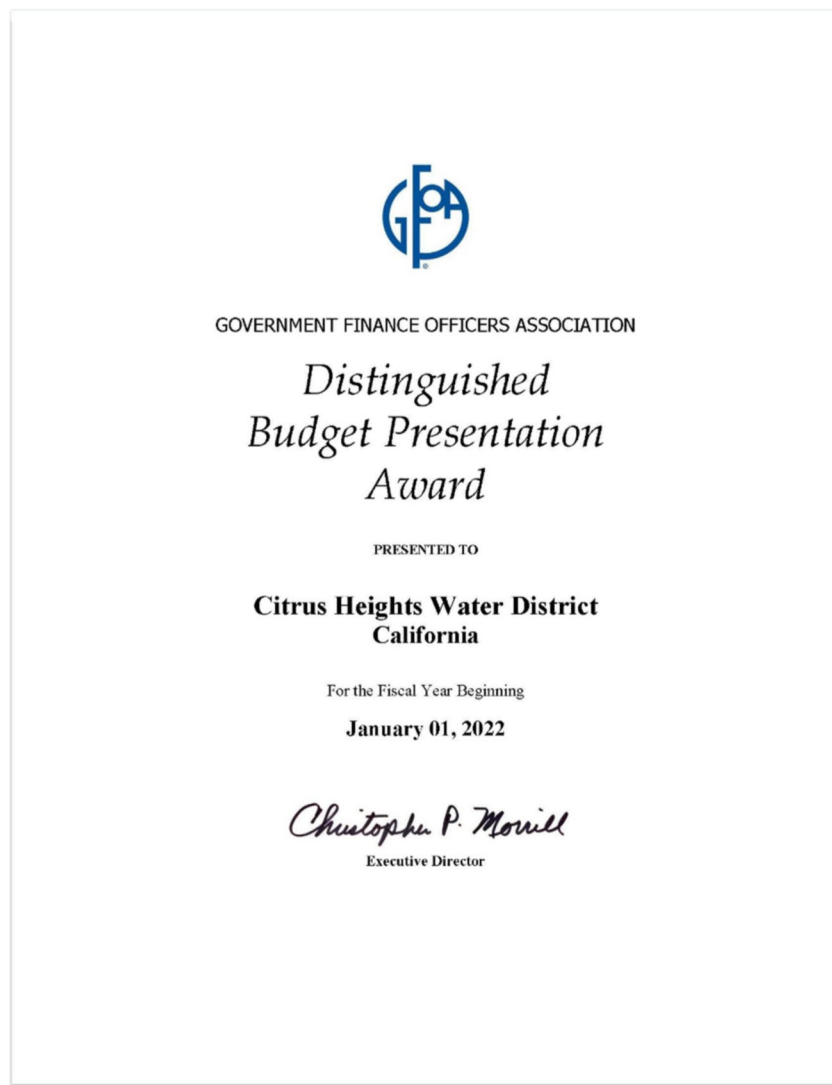 GFOA
GOVERNMENT FINANCE OFFICERS ASSOCIATION
Distinguished
Budget Presentation
Award
PRESENTED TO
Citrus Heights Water District
California
For the Fiscal Year Beginning
January 01, 2022
Christopher P. Morrill
Executive Director